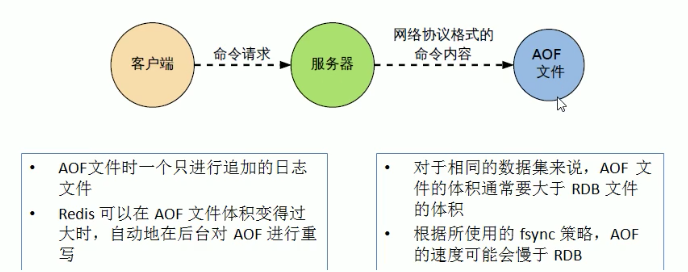 客户端
命令请求
服务器
网络协议格式的
命令内容
AOF
文件
• AOF文件时一个只进行追加的日志
文件
• Redis 可以在 AOF 文件体积变得过
大时，自动地在后台对 AOF 进行重
写
• 对于相同的数据集来说，AOF 文
件的体积通常要大于 RDB 文件
的体积
• 根据所使用的 fsync 策略，AOF
的速度可能会慢于 RDB